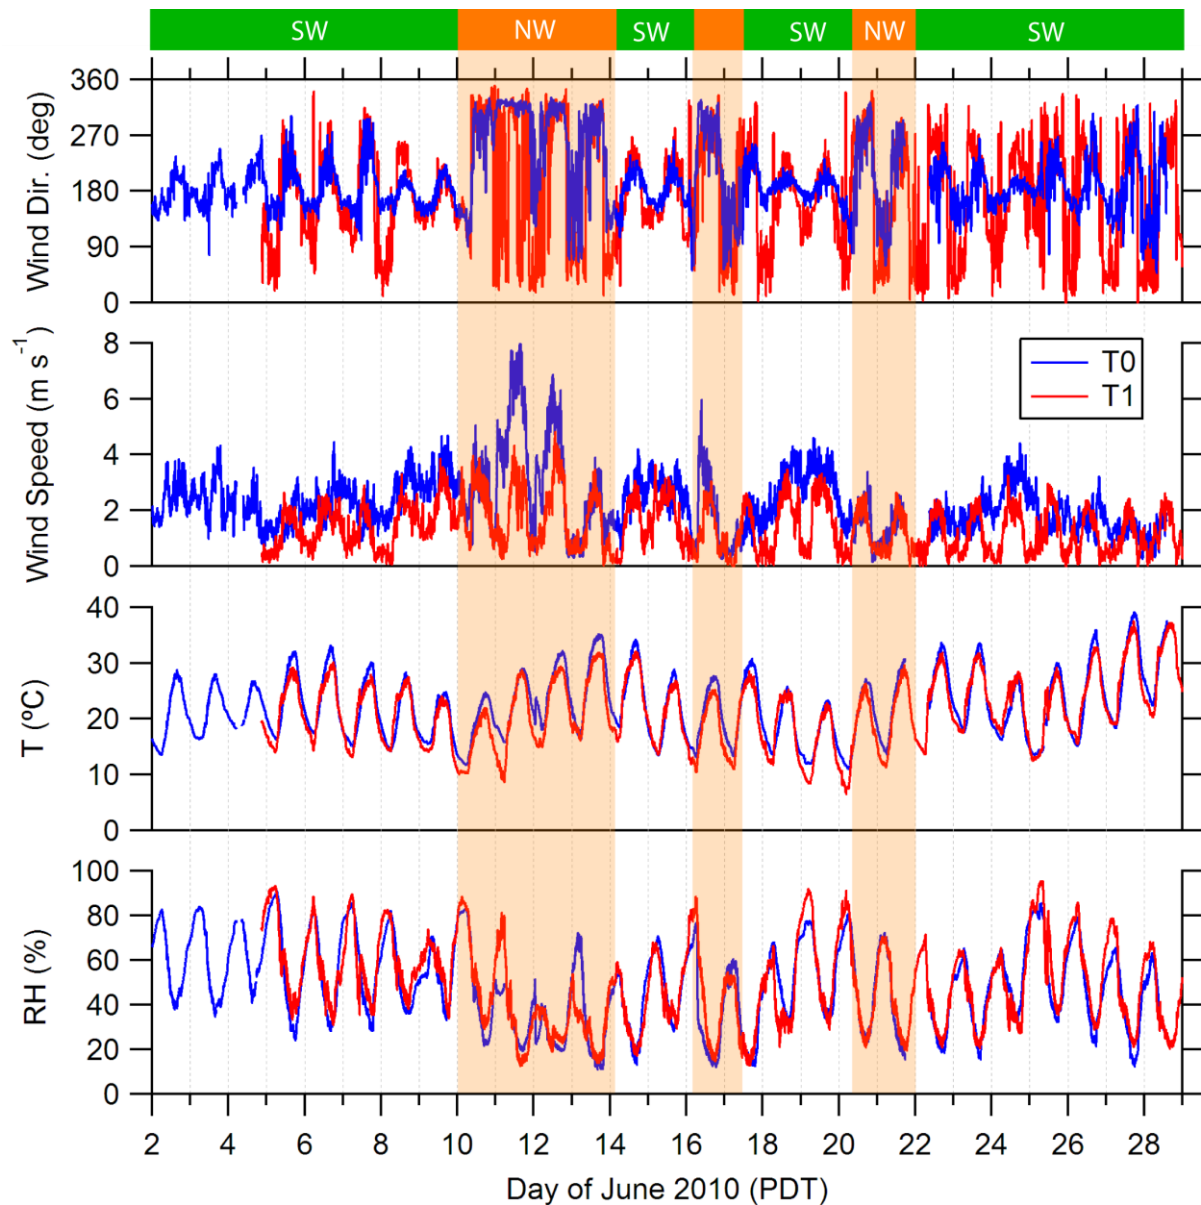 SW NW SW SW NW SW
Wind Dir. (deg)
360
270
180
90
0
Wind Speed (m s⁻¹)
8
6
4
2
0
T0
T1
T (ºC)
40
30
20
10
0
RH (%)
100
80
60
40
20
0
2 4 6 8 10 12 14 16 18 20 22 24 26 28
Day of June 2010 (PDT)